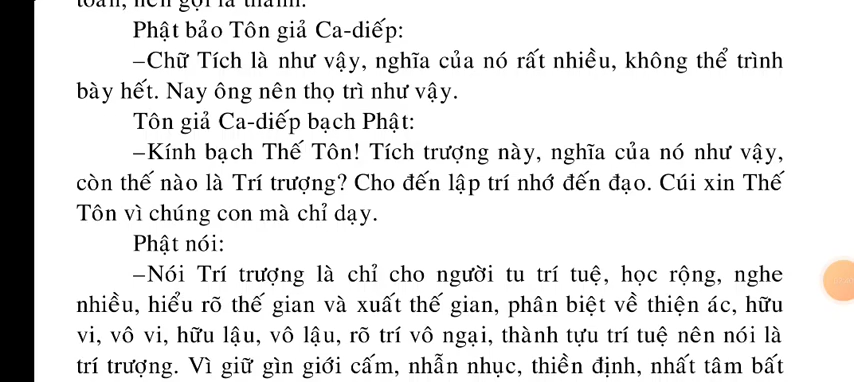 toàn, nên gọi là thành.
Phật bảo Tôn giả Ca-diếp:
–Chữ Tích là như vậy, nghĩa của nó rất nhiều, không thể trình
bày hết. Nay ông nên thọ trì như vậy.
Tôn giả Ca-diếp bạch Phật:
–Kính bạch Thế Tôn! Tích trượng này, nghĩa của nó như vậy,
còn thế nào là Trí trượng? Cho đến lập trí nhớ đến đạo. Cúi xin Thế
Tôn vì chúng con mà chỉ dạy.
Phật nói:
–Nói Trí trượng là chỉ cho người tu trí tuệ, học rộng, nghe
nhiều, hiểu rõ thế gian và xuất thế gian, phân biệt về thiện ác, hữu
vi, vô vi, hữu lậu, vô lậu, rõ trí vô ngại, thành tựu trí tuệ nên nói là
trí trượng. Vì giữ gìn giới cấm, nhẫn nhục, thiền định, nhất tâm bất